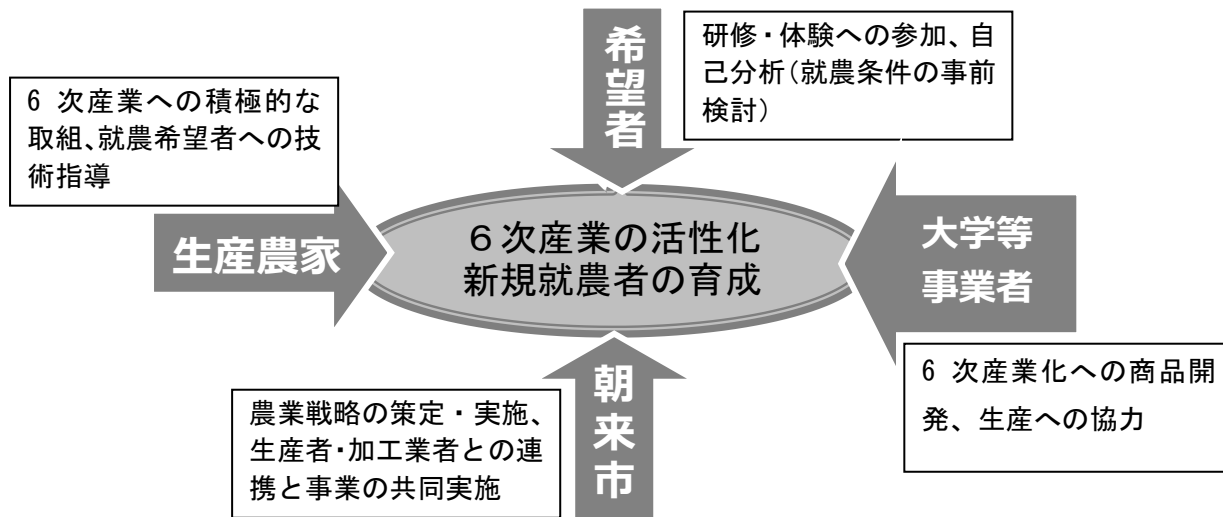 希望者
研修・体験への参加、自
己分析(就農条件の事前
検討)
6 次産業への積極的な
取組、就農希望者への技
術指導
生産農家
６次産業の活性化
新規就農者の育成
大学等
事業者
6 次産業化への商品開
発、生産への協力
朝来市
農業戦略の策定・実施、
生産者・加工業者との連
携と事業の共同実施